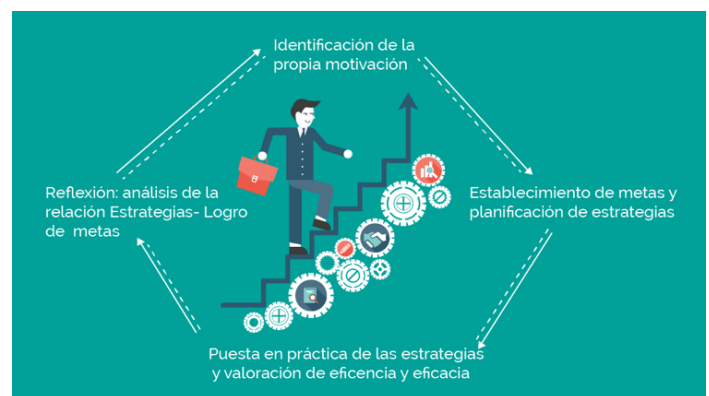 Identificación de la
propia motivación
Establecimiento de metas y
planificación de estrategias
Puesta en práctica de las estrategias
y valoración de eficencia y eficacia
Reflexión: análisis de la
relación Estrategias- Logro
de metas